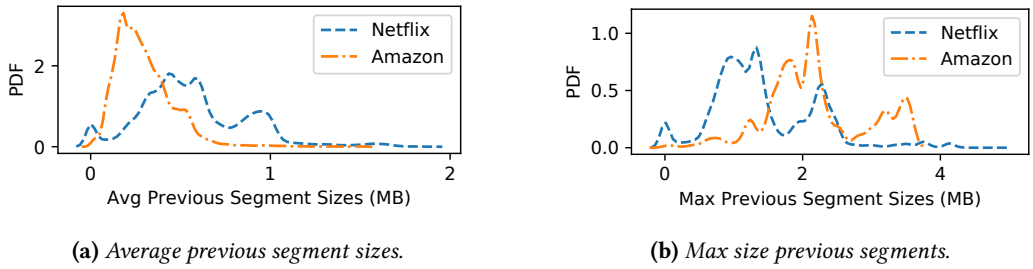 PDF
2
0
Netflix
Amazon
0
1
2
Avg Previous Segment Sizes (MB)
(a) Average previous segment sizes.
PDF
1.0
0.5
0.0
Netflix
Amazon
0
2
4
Max Previous Segment Sizes (MB)
(b) Max size previous segments.